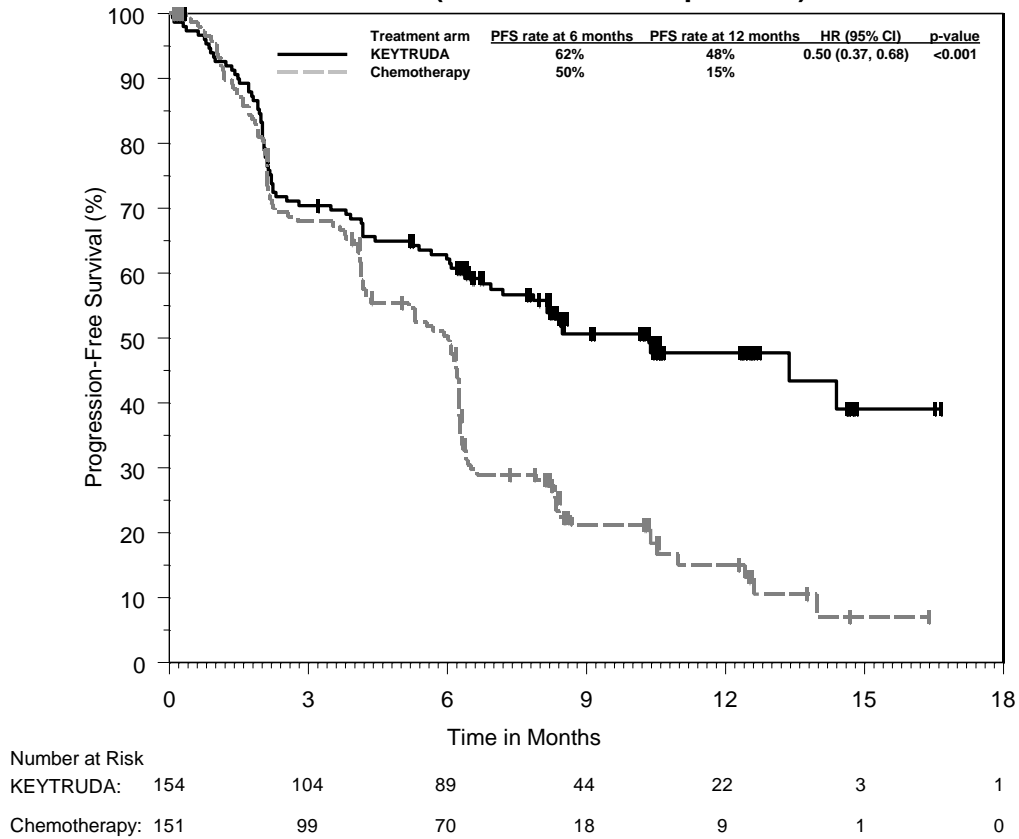 Treatment arm PFS rate at 6 months PFS rate at 12 months HR (95% CI) p-value
KEYTRUDA 62% 48% 0.50 (0.37, 0.68) <0.001
Chemotherapy 50% 15%
Progression-Free Survival (%)
100
90
80
70
60
50
40
30
20
10
0
0 3 6 9 12 15 18
Time in Months
Number at Risk
KEYTRUDA: 154 104 89 44 22 3 1
Chemotherapy: 151 99 70 18 9 1 0